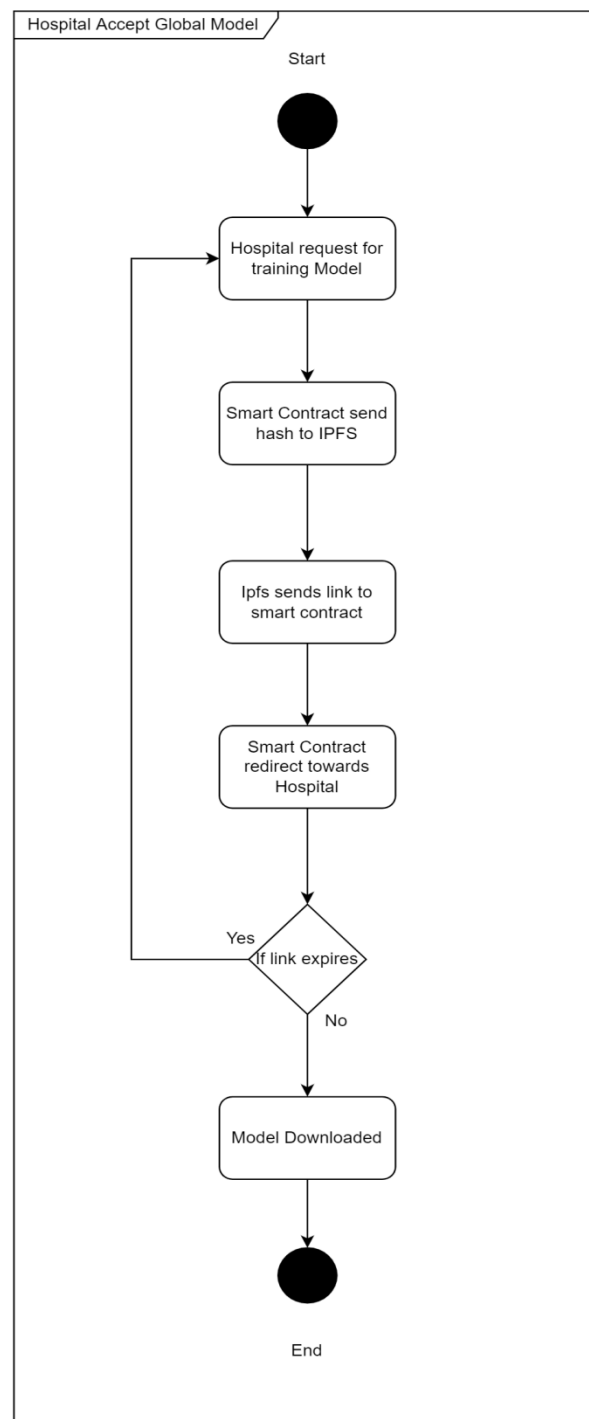 Hospital Accept Global Model
Start
Hospital request for
training Model
Smart Contract send
hash to IPFS
Ipfs sends link to
smart contract
Smart Contract
redirect towards
Hospital
Yes
If link expires
No
Model Downloaded
End